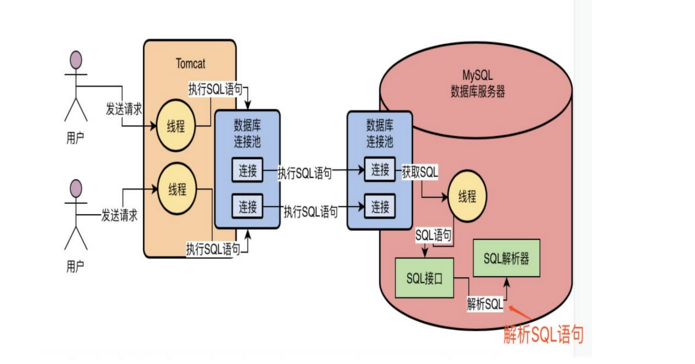 用户
发送请求
用户
发送请求
Tomcat
线程
线程
执行SQL语句
执行SQL语句
数据库
连接池
连接
连接
执行SQL语句
执行SQL语句
数据库
连接池
连接
连接
MySQL
数据库服务器
获取SQL
线程
SQL语句
SQL接口
SQL解析器
解析SQL
解析SQL语句